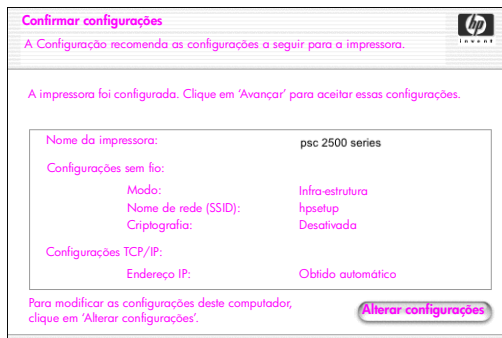 Confirmar configurações
A Configuração recomenda as configurações a seguir para a impressora.
hp
invent
A impressora foi configurada. Clique em ‘Avançar’ para aceitar essas configurações.
Nome da impressora: psc 2500 series
Configurações sem fio:
Modo: Infra-estrutura
Nome de rede (SSID): hpsetup
Criptografia: Desativada
Configurações TCP/IP:
Endereço IP: Obtido automático
Para modificar as configurações deste computador,
clique em ‘Alterar configurações’.
Alterar configurações